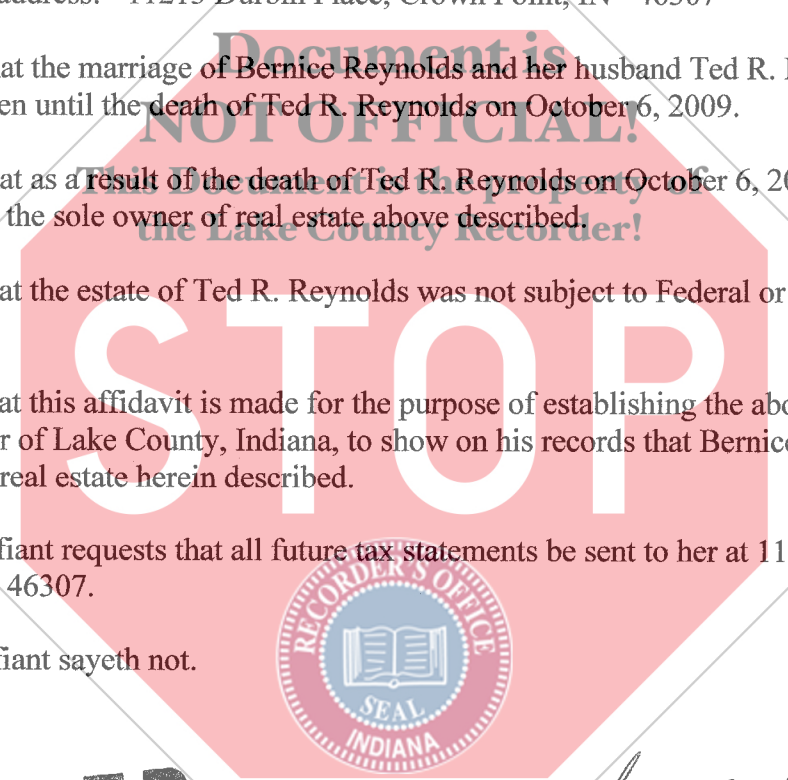 address: 11213 Durbin Place, Crown Point, IN 46307
Document is
at the marriage of Bernice Reynolds and her husband Ted R.
en until the death of Ted R. Reynolds on October 6, 2009.
NOT OFFICIAL!
at as a result of the death of Ted R. Reynolds on October 6, 20
This Document is the property of
the sole owner of real estate above described.
the Lake County Recorder!
at the estate of Ted R. Reynolds was not subject to Federal or
STOP
at this affidavit is made for the purpose of establishing the abo
r of Lake County, Indiana, to show on his records that Bernice
real estate herein described.
fiant requests that all future tax statements be sent to her at 11
46307.
fiant sayeth not.
RECORDER'S OFFICE
SEAL
INDIANA